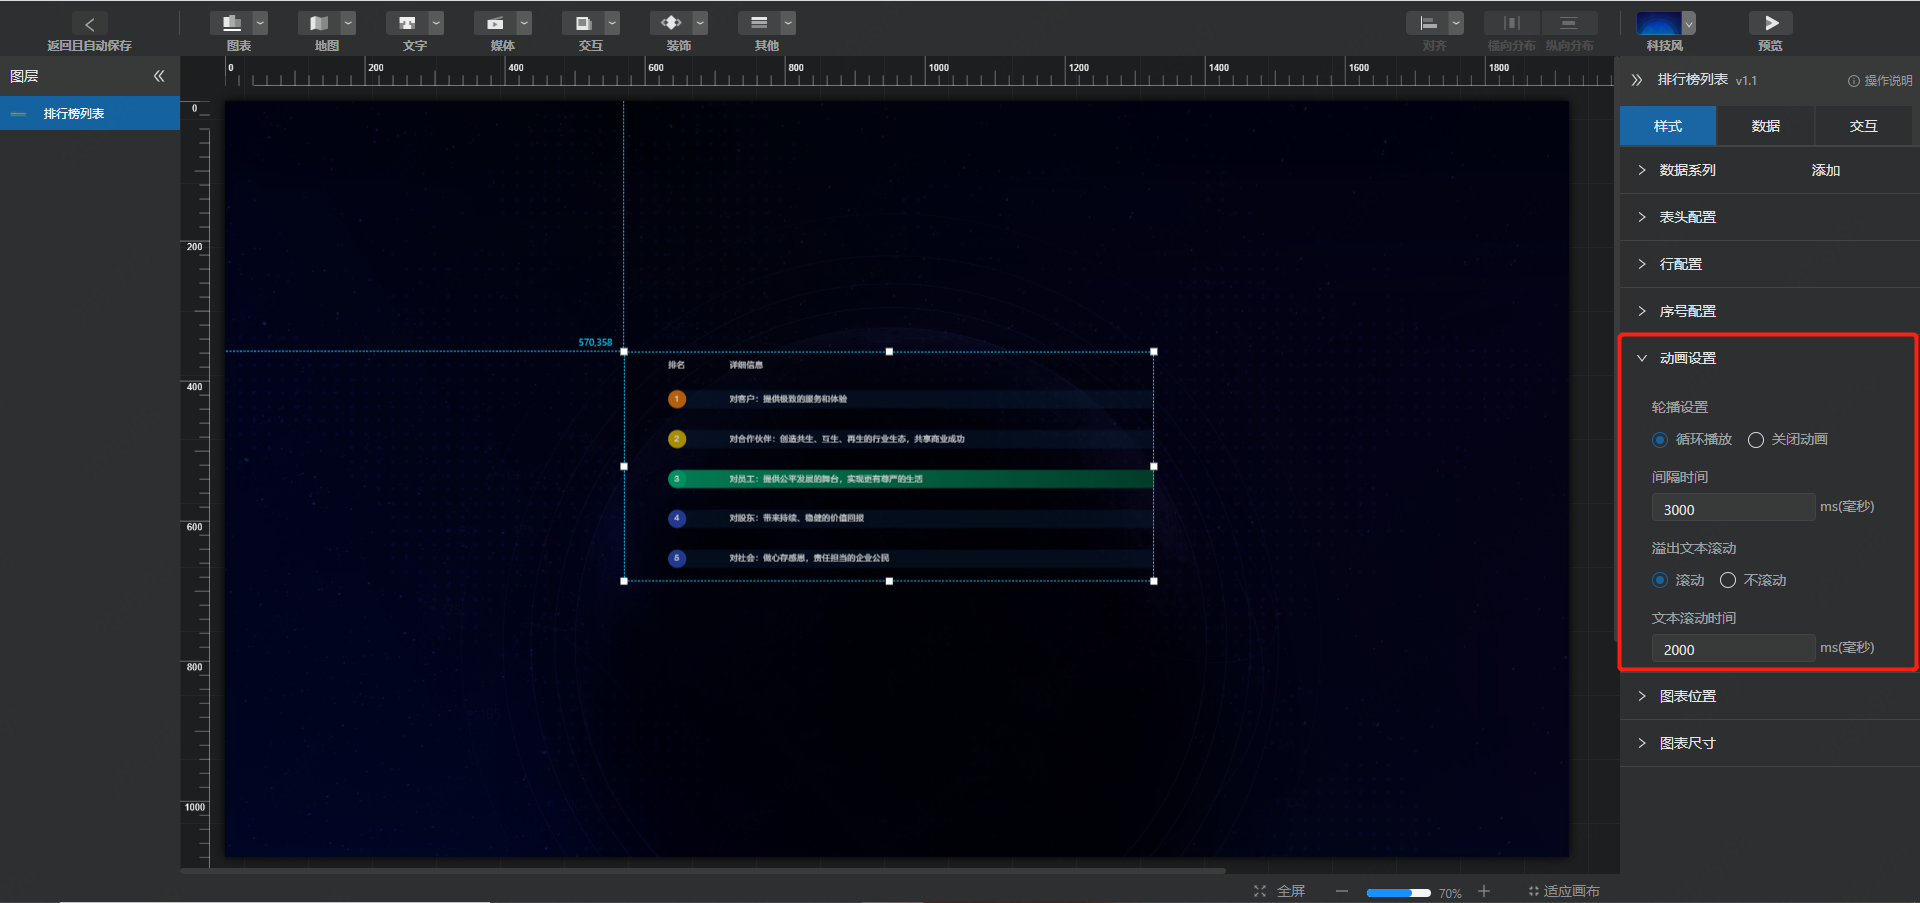 返回且自动保存
图表
地图
文字
媒体
交互
装饰
其他
对齐
横向分布
纵向分布
科技风
预览
图层
排行榜列表
0 200 400 600 800 1000 1200 1400 1600 1800
0
200
400
600
800
1000
570,358
排名 详细信息
1 对客户：提供极致的服务和体验
2 对合作伙伴：创造共生、互生、再生的行业生态，共享商业成功
3 对员工：提供公平发展的舞台，实现更有尊严的生活
4 对股东：带来持续、稳健的价值回报
5 对社会：做心存感恩，责任担当的企业公民
排行榜列表 v1.1
操作说明
样式 数据 交互
数据系列 添加
表头配置
行配置
序号配置
动画设置
轮播设置
循环播放 关闭动画
间隔时间
3000 ms(毫秒)
溢出文本滚动
滚动 不滚动
文本滚动时间
2000 ms(毫秒)
图表位置
图表尺寸
全屏 70% 适应画布